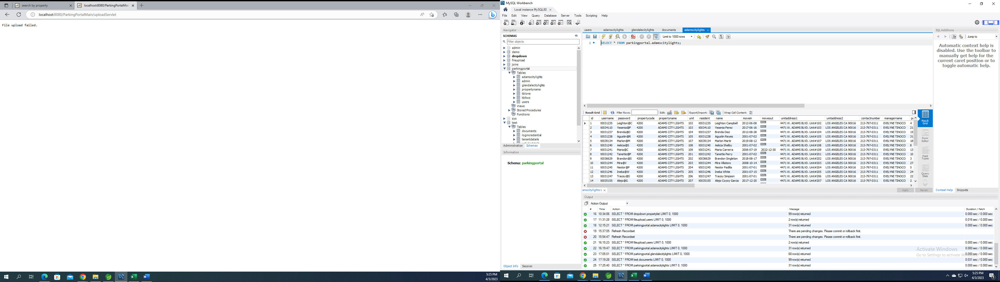 search by property
localhost:8080/ParkingPortalMai
localhost:8080/ParkingPortalMain/uploadServlet
File upload failed.
5:25 PM
4/3/2023
MySQL Workbench
Local instance MySQL80
File Edit View Query Database Server Tools Scripting Help
Navigator
SCHEMAS
Filter objects
admin
demo
dropdown
fileupload
joins
parkingportal
Tables
adamscitylights
admin
glendalecitylights
propertyname
tblone
tbltwo
users
Views
Stored Procedures
Functions
sys
test
Tables
documents
logincredential
tenantdetails
Administration Schemas
Information
Schema: parkingportal
Object Info Session
users adamscitylights glendalecitylights documents adamscitylights
Limit to 1000 rows
1 SELECT * FROM parkingportal.adamscitylights;
Result Grid Filter Rows: Edit: Export/Import: Wrap Cell Content:
id username password propertycode propertyname unit resident name movein moveout unitaddress1 unitaddress2 contactnumber managername pa
1 t0031235 Leighton@C 4200 ADAMS CITY LIGHTS 102 t0031235 Leighton Campbell 2012-06-08 NULL 4471 W. ADAMS BLVD. Unit#102 LOS ANGELES CA 90016 213-797-0311 EVELYNE TINOCO 4
2 t0034110 Yesenia@P 4200 ADAMS CITY LIGHTS 103 t0034110 Yesenia Perez 2017-06-16 NULL 4471 W. ADAMS BLVD. Unit#103 LOS ANGELES CA 90016 213-797-0311 EVELYNE TINOCO 21
3 t0031237 Brenda@D 4200 ADAMS CITY LIGHTS 104 t0031237 Brenda Diaz 2012-08-28 NULL 4471 W. ADAMS BLVD. Unit#104 LOS ANGELES CA 90016 213-797-0311 EVELYNE TINOCO 15
4 t0031238 Agustin@R 4200 ADAMS CITY LIGHTS 105 t0031238 Agustin Reyes 2001-07-02 NULL 4471 W. ADAMS BLVD. Unit#105 LOS ANGELES CA 90016 213-797-0311 EVELYNE TINOCO 31
5 t0039134 Marlon@M 4200 ADAMS CITY LIGHTS 107 t0039134 Marlon Martir 2019-08-12 NULL 4471 W. ADAMS BLVD. Unit#107 LOS ANGELES CA 90016 213-797-0311 EVELYNE TINOCO 18
6 t0031240 Aelicia@S 4200 ADAMS CITY LIGHTS 108 t0031240 Aelicia Shelby 2001-07-02 NULL 4471 W. ADAMS BLVD. Unit#108 LOS ANGELES CA 90016 213-797-0311 EVELYNE TINOCO 8
7 t0031241 Maria@C 4200 ADAMS CITY LIGHTS 109 t0031241 Maria Carrerra 2006-07-19 2022-12-30 4471 W. ADAMS BLVD. Unit#109 LOS ANGELES CA 90016 213-797-0311 EVELYNE TINOCO 13
8 t0031242 Tanette@P 4200 ADAMS CITY LIGHTS 201 t0031242 Tanette Perry 2001-07-02 NULL 4471 W. ADAMS BLVD. Unit#201 LOS ANGELES CA 90016 213-797-0311 EVELYNE TINOCO 10
9 t0036629 Brandon@S 4200 ADAMS CITY LIGHTS 202 t0036629 Brandon Singleton 2018-08-17 NULL 4471 W. ADAMS BLVD. Unit#202 LOS ANGELES CA 90016 213-797-0311 EVELYNE TINOCO 3
10 t0031244 Mira@V 4200 ADAMS CITY LIGHTS 203 t0031244 Mira Villatoro 2008-10-14 NULL 4471 W. ADAMS BLVD. Unit#203 LOS ANGELES CA 90016 213-797-0311 EVELYNE TINOCO 27
11 t0031245 Nestor@P 4200 ADAMS CITY LIGHTS 204 t0031245 Nestor Padilla 2001-07-01 NULL 4471 W. ADAMS BLVD. Unit#204 LOS ANGELES CA 90016 213-797-0311 EVELYNE TINOCO 5
12 t0031246 Ineka@W 4200 ADAMS CITY LIGHTS 205 t0031246 Ineka White 2001-07-15 NULL 4471 W. ADAMS BLVD. Unit#205 LOS ANGELES CA 90016 213-797-0311 EVELYNE TINOCO 24
13 t0031247 Tracey@S 4200 ADAMS CITY LIGHTS 206 t0031247 Tracey Simpson 2001-07-01 NULL 4471 W. ADAMS BLVD. Unit#206 LOS ANGELES CA 90016 213-797-0311 EVELYNE TINOCO 22
14 t0035155 Alejo@G 4200 ADAMS CITY LIGHTS 207 t0035155 Alejo Coyoy Garcia 2017-12-20 NULL 4471 W. ADAMS BLVD. Unit#207 LOS ANGELES CA 90016 213-797-0311 EVELYNE TINOCO 2
Result Grid
Form Editor
Field Types
Query Stats
amscitylights 1
Apply Revert
SQLAdditions
Jump to
Automatic context help is
disabled. Use the toolbar to
manually get help for the
current caret position or to
toggle automatic help.
Context Help Snippets
Output
Action Output
# Time Action Message Duration / Fetch
16 10:34:06 SELECT * FROM dropdown.propertylist LIMIT 0, 1000 99 row(s) returned 0.000 sec / 0.000 sec
17 11:31:28 SELECT * FROM fileupload.users LIMIT 0, 1000 2 row(s) returned 0.016 sec / 0.000 sec
18 12:15:21 SELECT * FROM parkingportal.adamscitylights LIMIT 0, 1000 31 row(s) returned 0.000 sec / 0.000 sec
19 15:37:05 Refresh Recordset There are pending changes. Please commit or rollback first.
20 15:54:47 Refresh Recordset There are pending changes. Please commit or rollback first.
21 16:15:23 SELECT * FROM fileupload.users LIMIT 0, 1000 2 row(s) returned 0.000 sec / 0.000 sec
22 16:19:47 SELECT * FROM parkingportal.adamscitylights LIMIT 0, 1000 31 row(s) returned 0.000 sec / 0.000 sec
23 17:05:01 SELECT * FROM parkingportal.glendalecitylights LIMIT 0, 1000 68 row(s) returned 0.000 sec / 0.000 sec
24 17:19:28 SELECT * FROM test.documents LIMIT 0, 1000 99 row(s) returned 0.031 sec / 0.000 sec
25 17:25:40 SELECT * FROM parkingportal.adamscitylights LIMIT 0, 1000 31 row(s) returned 0.000 sec / 0.000 sec
Activate Windows
Go to Settings to activate Windows.
5:25 PM
4/3/2023